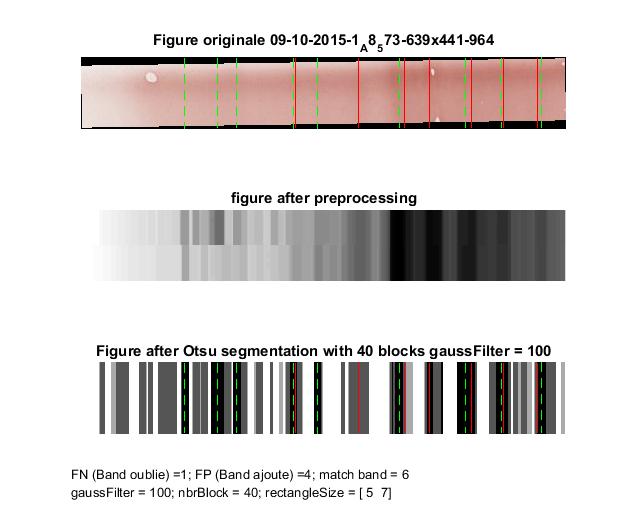 Figure originale 09-10-2015-1A8573-639x441-964
figure after preprocessing
Figure after Otsu segmentation with 40 blocks gaussFilter = 100
FN (Band oublie) =1; FP (Band ajoute) =4; match band = 6
gaussFilter = 100; nbrBlock = 40; rectangleSize = [ 5 7]